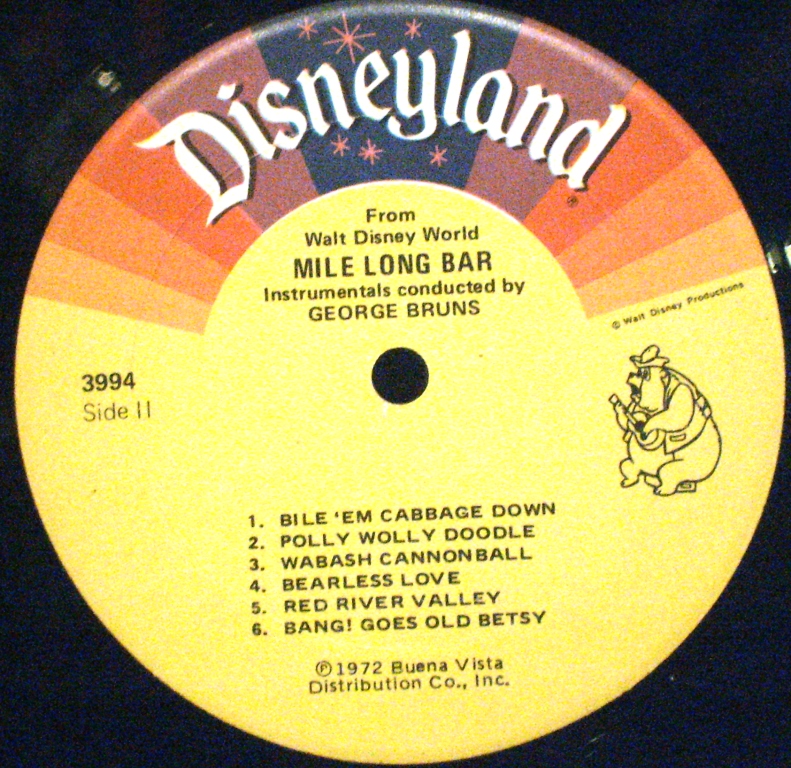 Disneyland
®
From
Walt Disney World
MILE LONG BAR
Instrumentals conducted by
GEORGE BRUNS
© Walt Disney Productions
3994
Side II
1. BILE 'EM CABBAGE DOWN
2. POLLY WOLLY DOODLE
3. WABASH CANNONBALL
4. BEARLESS LOVE
5. RED RIVER VALLEY
6. BANG! GOES OLD BETSY
℗1972 Buena Vista
Distribution Co., Inc.